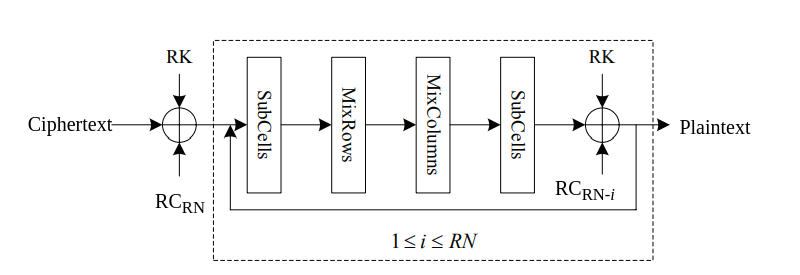 RK
RK
Ciphertext
SubCells
MixRows
MixColumns
SubCells
Plaintext
RC_RN
RC_RN-i
1 ≤ i ≤ RN